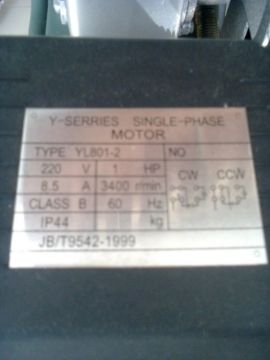 Y-SERRIES SINGLE-PHASE
MOTOR
TYPE YL801-2 NO
220 V 1 HP
8.5 A 3400 r/min CW CCW
CLASS B 60 Hz
IP44 kg
JB/T9542-1999